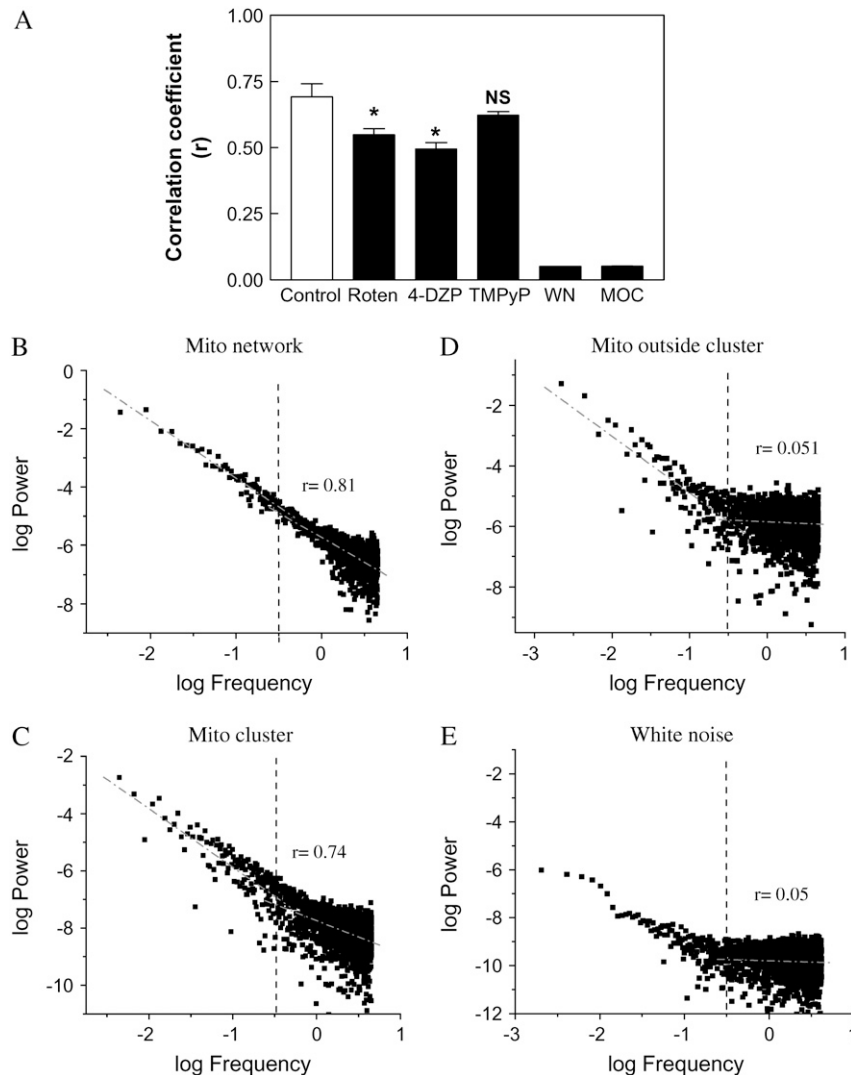 A
Correlation coefficient
(r)
1.00
0.75
0.50
0.25
0.00
*
*
NS
Control Roten 4-DZP TMPyP WN MOC
B
Mito network
log Power
0
-2
-4
-6
-8
r= 0.81
-2 -1 0 1
log Frequency
D
Mito outside cluster
log Power
-2
-4
-6
-8
r= 0.051
-3 -2 -1 0 1
log Frequency
C
Mito cluster
log Power
-2
-4
-6
-8
-10
r= 0.74
-2 -1 0 1
log Frequency
E
White noise
log Power
-2
-4
-6
-8
-10
-12
r= 0.05
-3 -2 -1 0 1
log Frequency